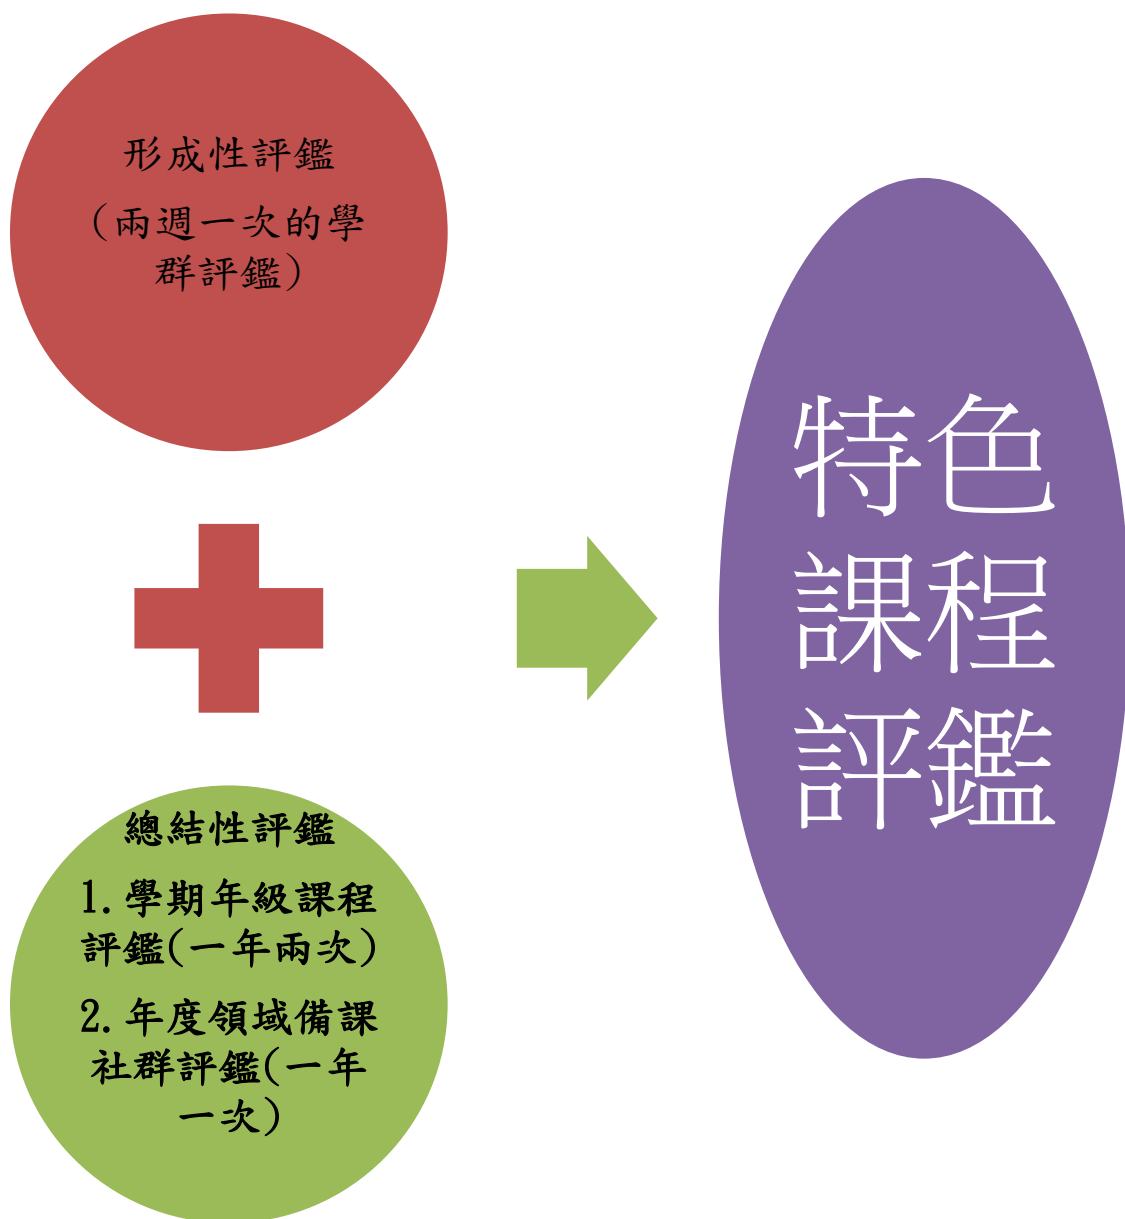 形成性評鑑
（兩週一次的學
群評鑑）
總結性評鑑
1.學期年級課程
評鑑(一年兩次)
2.年度領域備課
社群評鑑(一年
一次)
特色
課程
評鑑